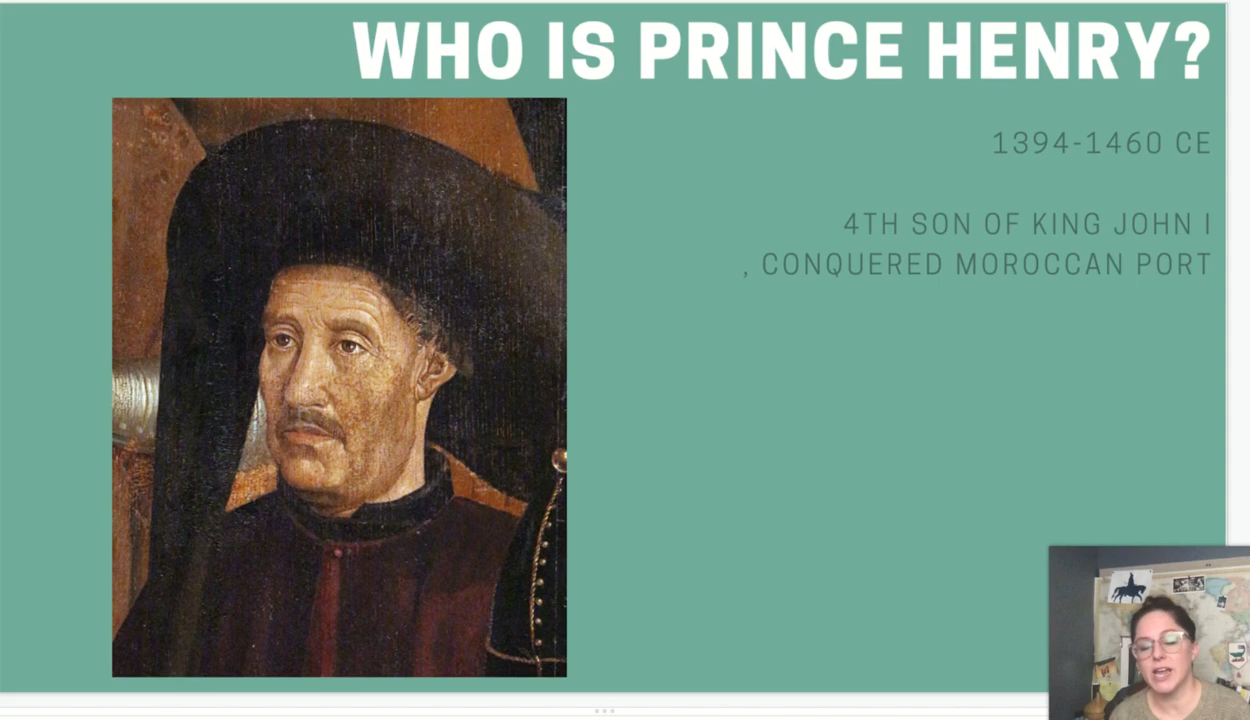 WHO IS PRINCE HENRY?
1394-1460 CE
4TH SON OF KING JOHN I
, CONQUERED MOROCCAN PORT